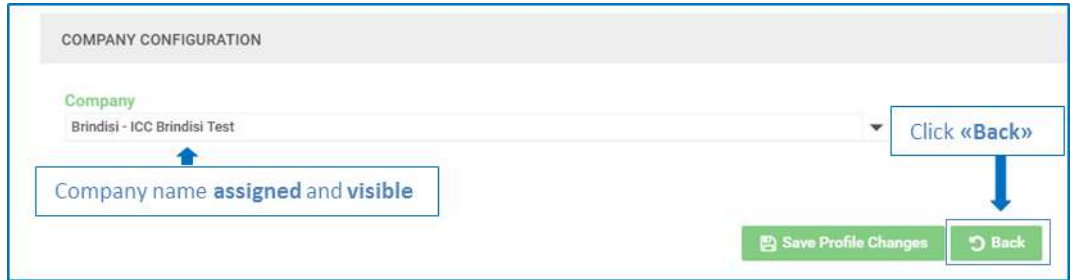 COMPANY CONFIGURATION
Company
Brindisi - ICC Brindisi Test
Click «Back»
Company name assigned and visible
Save Profile Changes
Back